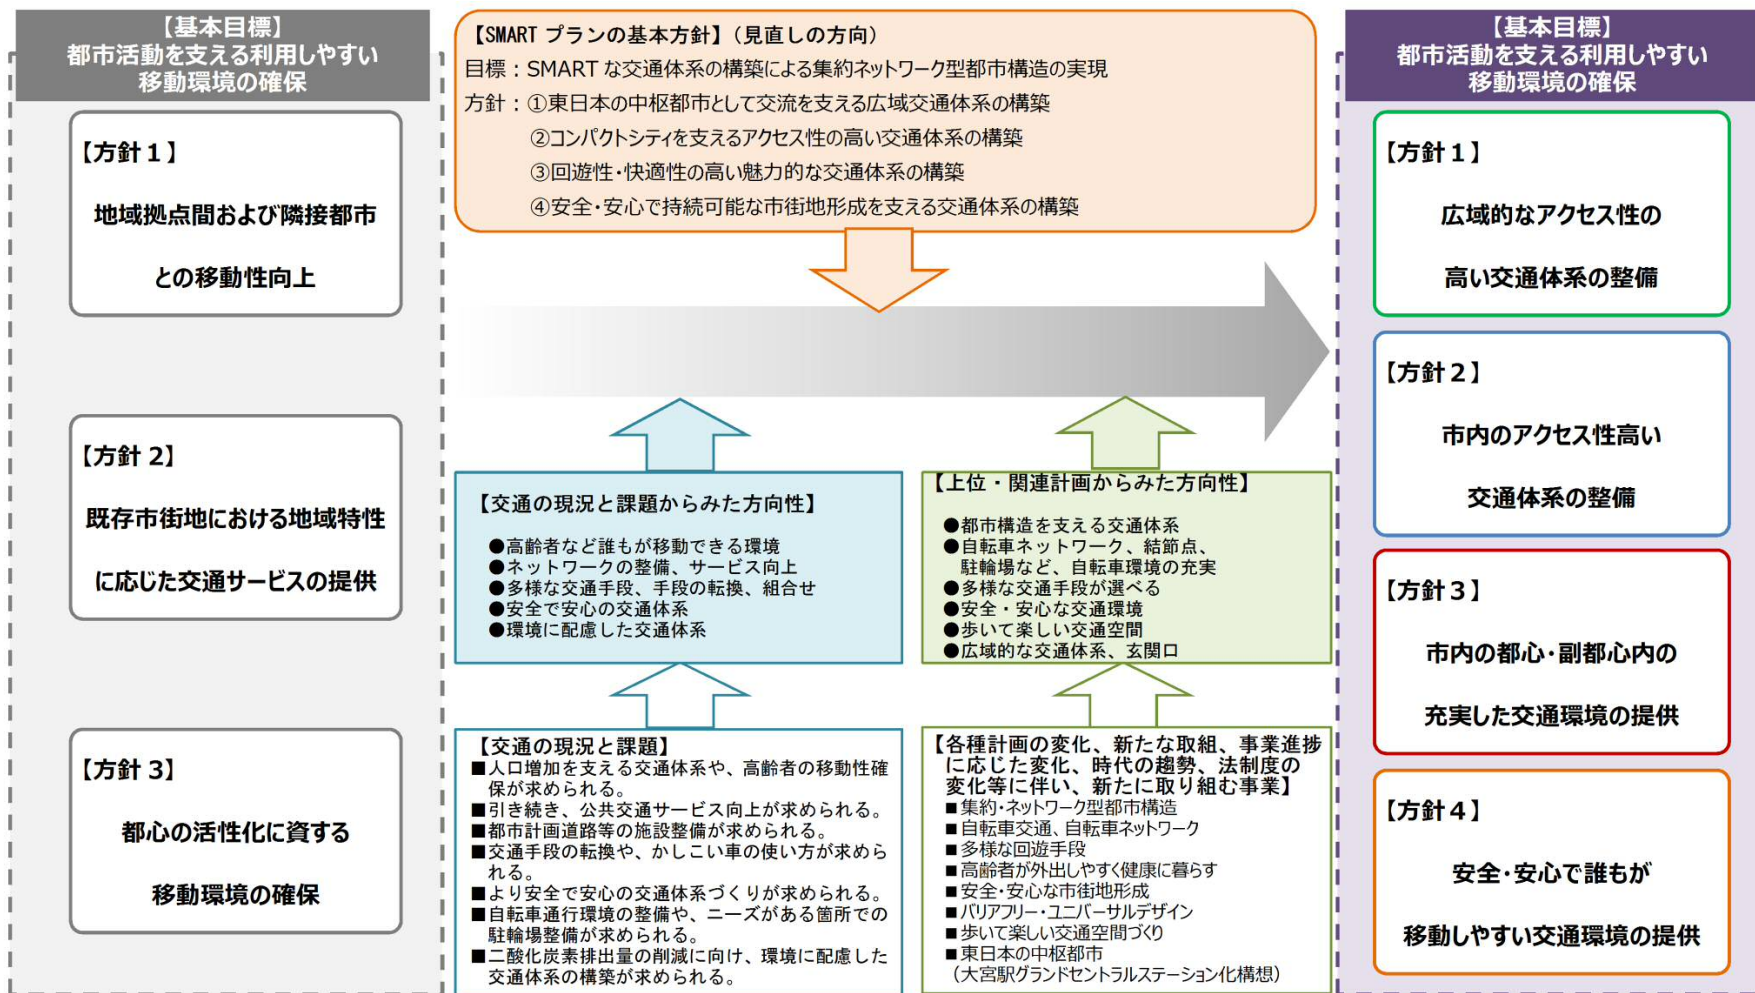 【基本目標】
都市活動を支える利用しやすい
移動環境の確保
【方針１】
地域拠点間および隣接都市
との移動性向上
【方針 2】
既存市街地における地域特性
に応じた交通サービスの提供
【方針 3】
都心の活性化に資する
移動環境の確保
【SMART プランの基本方針】（見直しの方向）
目標：SMART な交通体系の構築による集約ネットワーク型都市構造の実現
方針：①東日本の中枢都市として交流を支える広域交通体系の構築
②コンパクトシティを支えるアクセス性の高い交通体系の構築
③回遊性・快適性の高い魅力的な交通体系の構築
④安全・安心で持続可能な市街地形成を支える交通体系の構築
【交通の現況と課題からみた方向性】
●高齢者など誰もが移動できる環境
●ネットワークの整備、サービス向上
●多様な交通手段、手段の転換、組合せ
●安全で安心の交通体系
●環境に配慮した交通体系
【上位・関連計画からみた方向性】
●都市構造を支える交通体系
●自転車ネットワーク、結節点、
駐輪場など、自転車環境の充実
●多様な交通手段が選べる
●安全・安心な交通環境
●歩いて楽しい交通空間
●広域的な交通体系、玄関口
【交通の現況と課題】
■人口増加を支える交通体系や、高齢者の移動性確
保が求められる。
■引き続き、公共交通サービス向上が求められる。
■都市計画道路等の施設整備が求められる。
■交通手段の転換や、かしこい車の使い方が求めら
れる。
■より安全で安心の交通体系づくりが求められる。
■自転車通行環境の整備や、ニーズがある箇所での
駐輪場整備が求められる。
■二酸化炭素排出量の削減に向け、環境に配慮した
交通体系の構築が求められる。
【各種計画の変化、新たな取組、事業進捗
に応じた変化、時代の趨勢、法制度の
変化等に伴い、新たに取り組む事業】
■集約・ネットワーク型都市構造
■自転車交通、自転車ネットワーク
■多様な回遊手段
■高齢者が外出しやすく健康に暮らす
■安全・安心な市街地形成
■バリアフリー・ユニバーサルデザイン
■歩いて楽しい交通空間づくり
■東日本の中枢都市
（大宮駅グランドセントラルステーション化構想）
【基本目標】
都市活動を支える利用しやすい
移動環境の確保
【方針１】
広域的なアクセス性の
高い交通体系の整備
【方針２】
市内のアクセス性高い
交通体系の整備
【方針３】
市内の都心・副都心内の
充実した交通環境の提供
【方針４】
安全・安心で誰もが
移動しやすい交通環境の提供